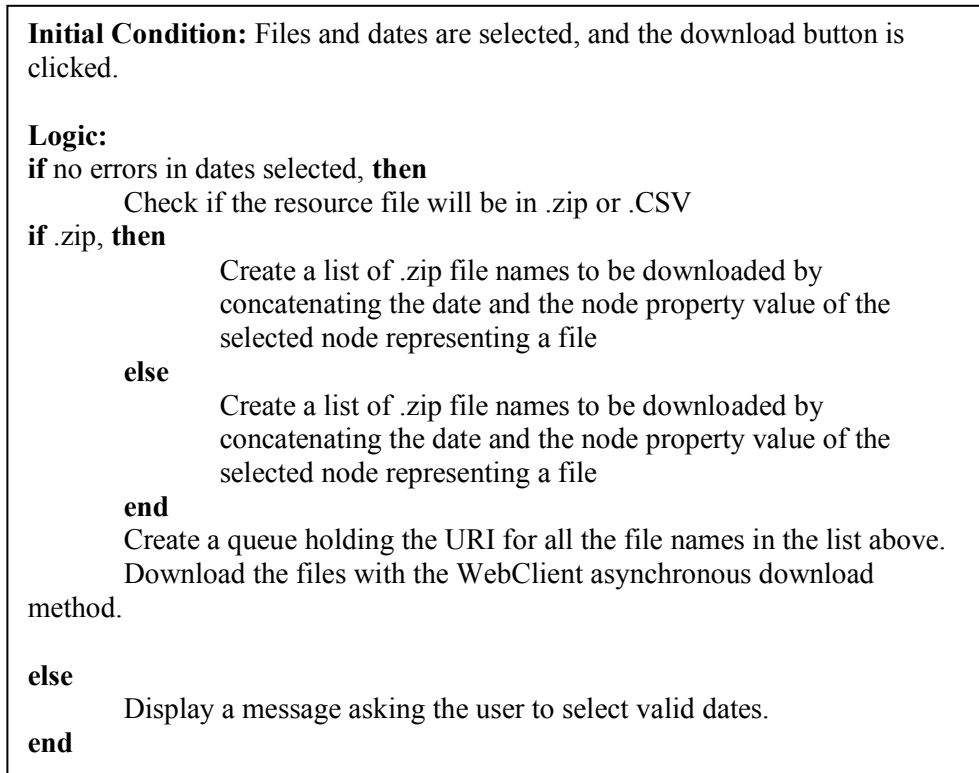 Initial Condition: Files and dates are selected, and the download button is
clicked.
Logic:
if no errors in dates selected, then
Check if the resource file will be in .zip or .CSV
if .zip, then
Create a list of .zip file names to be downloaded by
concatenating the date and the node property value of the
selected node representing a file
else
Create a list of .zip file names to be downloaded by
concatenating the date and the node property value of the
selected node representing a file
end
Create a queue holding the URI for all the file names in the list above.
Download the files with the WebClient asynchronous download
method.
else
Display a message asking the user to select valid dates.
end